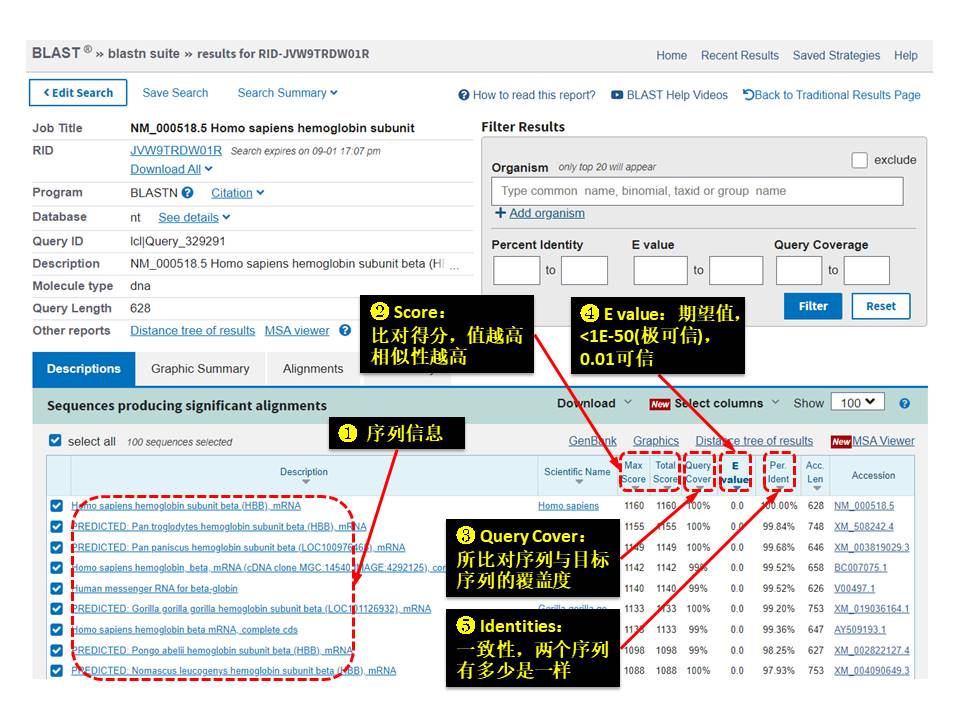 BLAST ® » blastn suite » results for RID-JVW9TRDW01R
Home Recent Results Saved Strategies Help
Edit Search Save Search Search Summary
How to read this report? BLAST Help Videos Back to Traditional Results Page
Job Title NM_000518.5 Homo sapiens hemoglobin subunit
RID JVW9TRDW01R Search expires on 09-01 17:07 pm
Download All
Program BLASTN Citation
Database nt See details
Query ID lcl|Query_329291
Description NM_000518.5 Homo sapiens hemoglobin subunit beta ...
Molecule type dna
Query Length 628
Other reports Distance tree of results MSA viewer
Filter Results
Organism only top 20 will appear exclude
Type common name, binomial, taxid or group name
Add organism
Percent Identity E value Query Coverage
to to to
Filter Reset
❷ Score:
比对得分,值越高
相似性越高
❹ E value:期望值,
<1E-50(极可信),
0.01可信
Descriptions Graphic Summary Alignments
Sequences producing significant alignments
Download New Select columns Show 100
❶ 序列信息
select all 100 sequences selected
GenBank Graphics Distance tree of results New MSA Viewer
Description Scientific Name Max Score Total Score Query Cover E value Per. Ident Acc. Len Accession
Homo sapiens hemoglobin subunit beta (HBB), mRNA Homo sapiens 1160 1160 100% 0.0 100.00% 628 NM_000518.5
PREDICTED: Pan troglodytes hemoglobin subunit beta (HBB), mRNA 1155 1155 100% 0.0 99.84% 748 XM_508242.4
PREDICTED: Pan paniscus hemoglobin subunit beta mRNA 1149 1149 100% 0.0 99.68% 646 XM_003819029.3
Homo sapiens hemoglobin, beta, mRNA (cDNA clone MGC:14540 IMAGE:4292125), 1142 1142 99% 0.0 99.52% 658 BC007075.1
Human messenger RNA for beta-globin 1140 1140 99% 0.0 99.52% 626 V00497.1
PREDICTED: Gorilla gorilla gorilla hemoglobin subunit beta (LOC101126932), mRNA 1133 1133 100% 0.0 99.20% 753 XM_019036164.1
Homo sapiens hemoglobin beta mRNA, complete cds 1133 1133 99% 0.0 99.36% 647 AY509193.1
PREDICTED: Pongo abelii hemoglobin subunit beta (HBB), mRNA 1098 1098 99% 0.0 98.25% 627 XM_002822127.4
PREDICTED: Nomascus leucogenys hemoglobin subunit beta (HBB), mRNA 1088 1088 100% 0.0 97.93% 753 XM_004090649.3
❸ Query Cover:
所比对序列与目标
序列的覆盖度
❺ Identities:
一致性,两个序列
有多少是一样